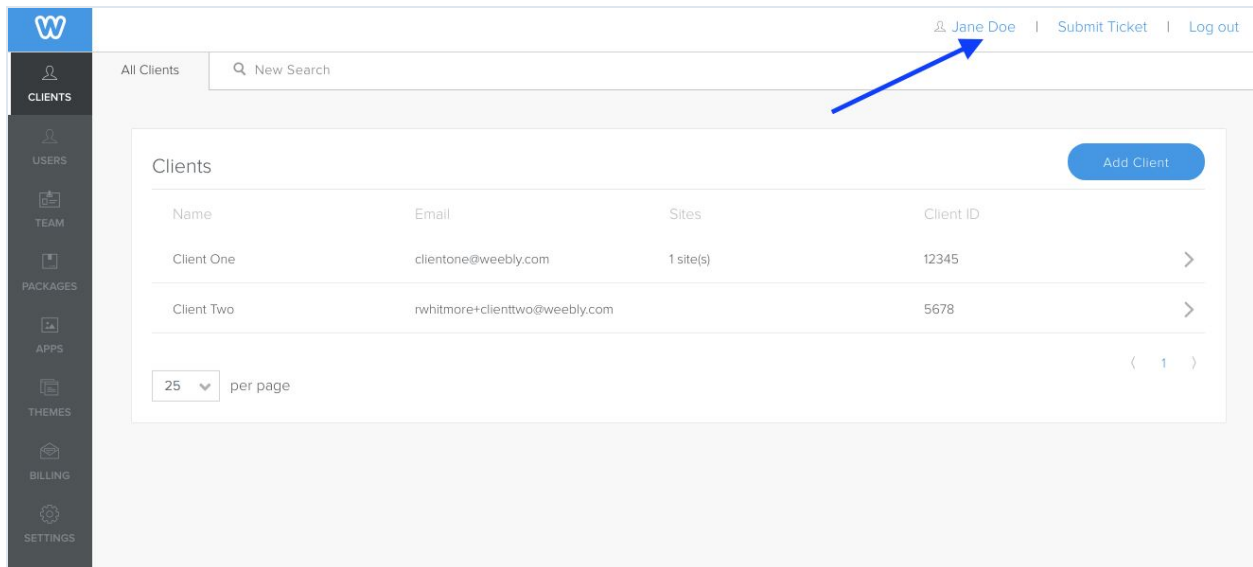 Jane Doe | Submit Ticket | Log out
All Clients New Search
CLIENTS
USERS
TEAM
PACKAGES
APPS
THEMES
BILLING
SETTINGS
Clients Add Client
Name Email Sites Client ID
Client One clientone@weebly.com 1 site(s) 12345
Client Two rwhitmore+clienttwo@weebly.com 5678
1
25 per page